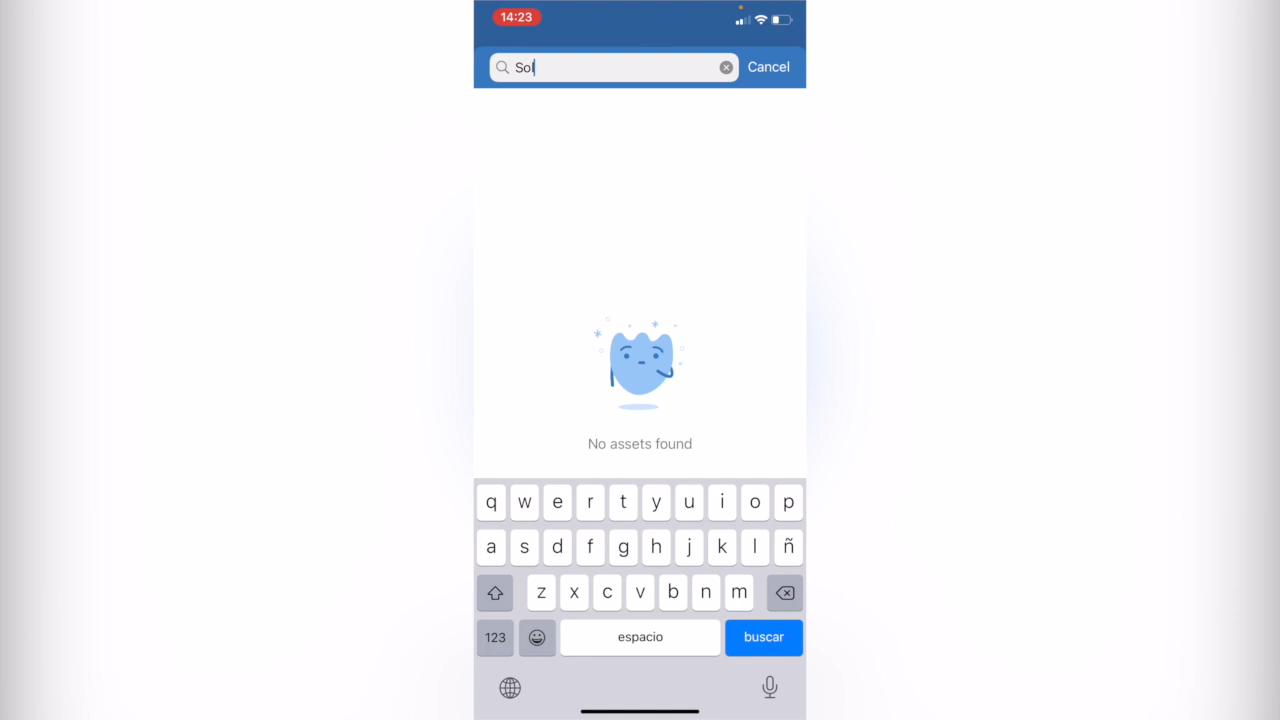 14:23
Sol
Cancel
No assets found
q w e r t y u i o p
a s d f g h j k l ñ
z x c v b n m
123 espacio buscar